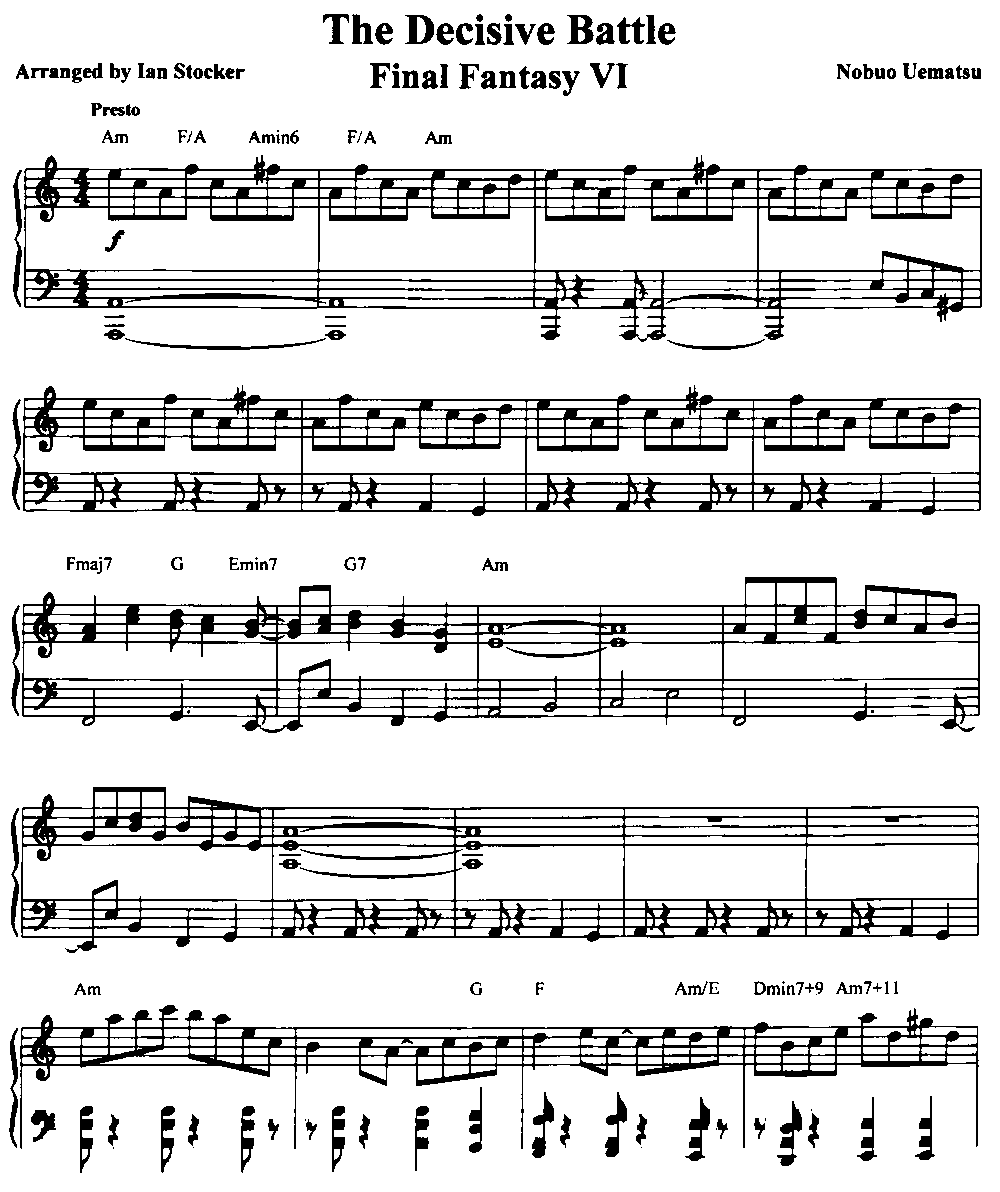 The Decisive Battle
Arranged by Ian Stocker Final Fantasy VI Nobuo Uematsu
Presto
Am F/A Amin6 F/A Am
f
Fmaj7 G Emin7 G7 Am
Am G F Am/E Dmin7+9 Am7+11